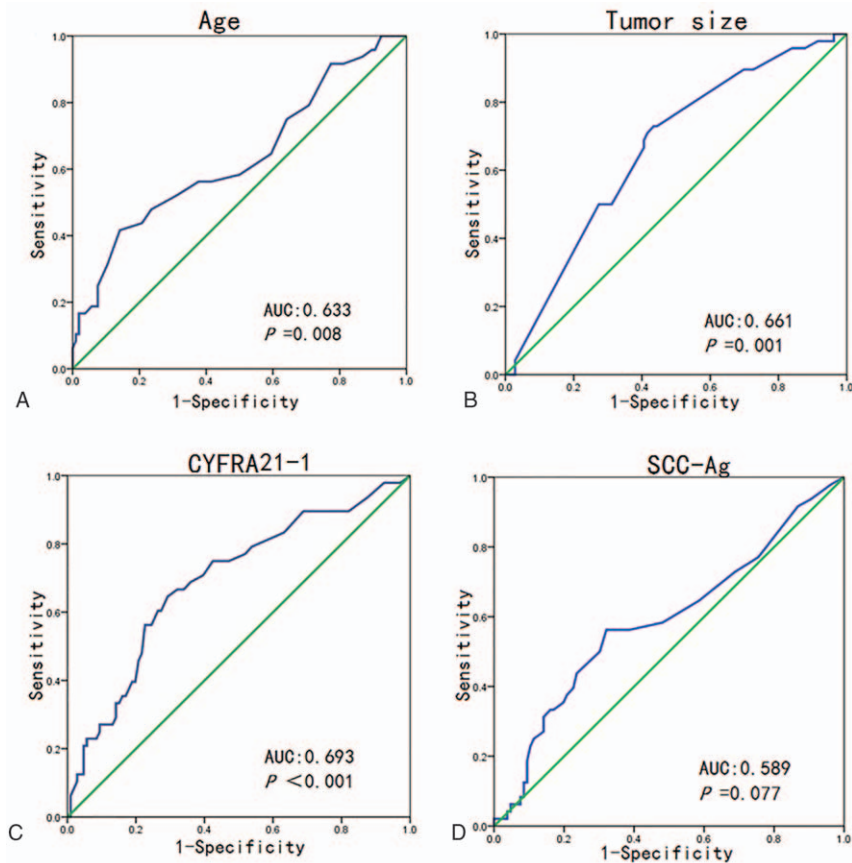 Age
1.0
0.8
0.6
0.4
0.2
0.0
Sensitivity
AUC:0.633
P =0.008
0.0 0.2 0.4 0.6 0.8 1.0
1-Specificity
A
Tumor size
1.0
0.8
0.6
0.4
0.2
0.0
Sensitivity
AUC:0.661
P =0.001
0.0 0.2 0.4 0.6 0.8 1.0
1-Specificity
B
CYFRA21-1
1.0
0.8
0.6
0.4
0.2
0.0
Sensitivity
AUC:0.693
P <0.001
0.0 0.2 0.4 0.6 0.8 1.0
1-Specificity
C
SCC-Ag
1.0
0.8
0.6
0.4
0.2
0.0
Sensitivity
AUC:0.589
P =0.077
0.0 0.2 0.4 0.6 0.8 1.0
1-Specificity
D